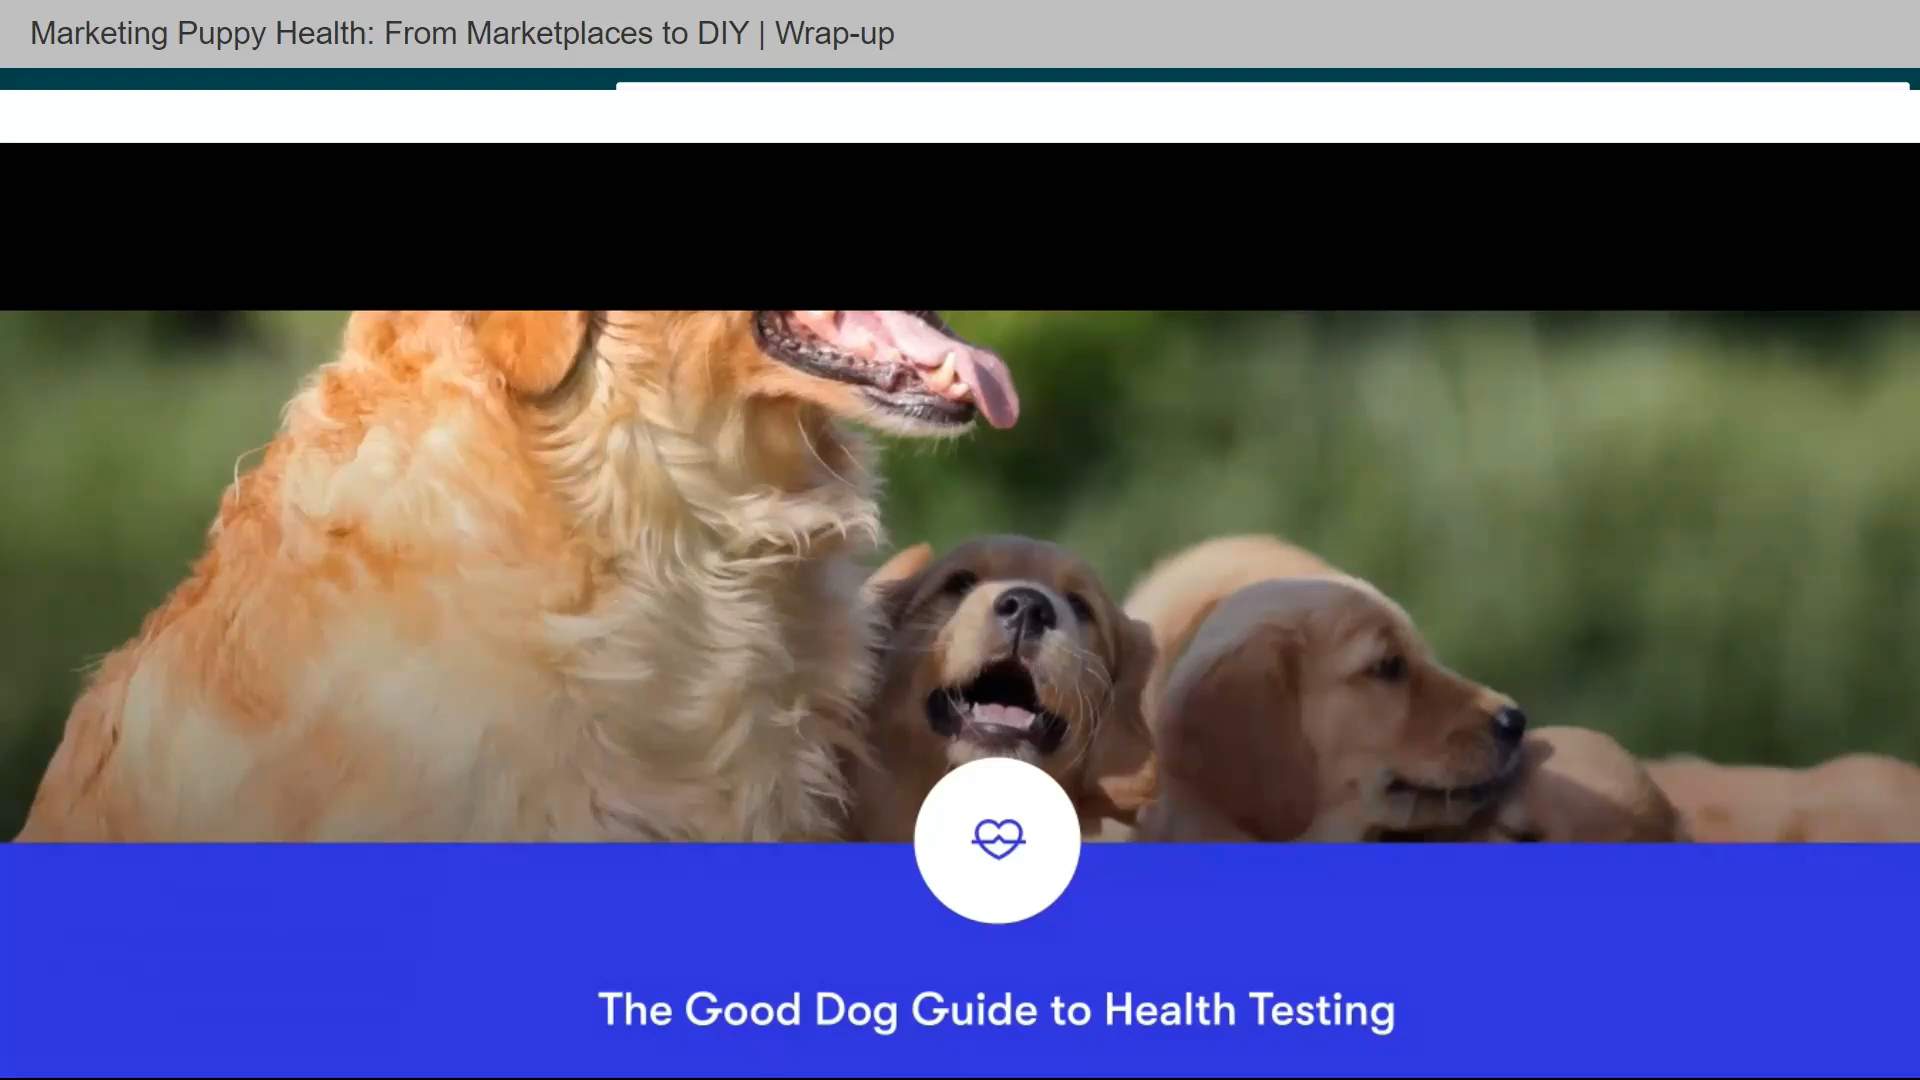 Marketing Puppy Health: From Marketplaces to DIY | Wrap-up
The Good Dog Guide to Health Testing